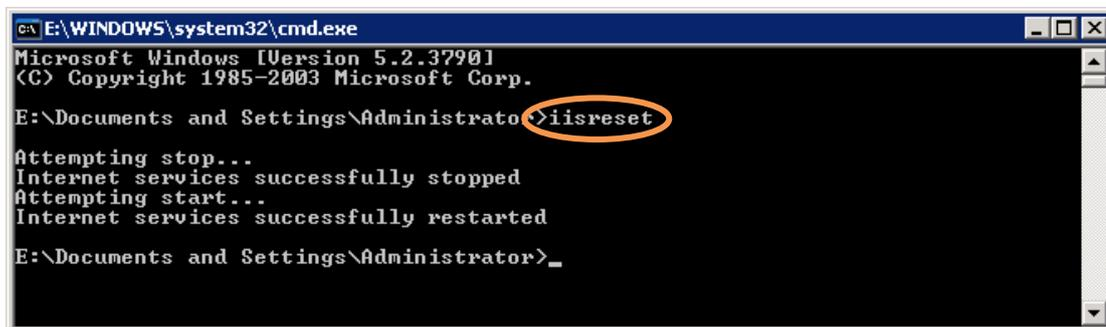 E:\WINDOWS\system32\cmd.exe
Microsoft Windows [Version 5.2.3790]
(C) Copyright 1985-2003 Microsoft Corp.
E:\Documents and Settings\Administrator>iisreset
Attempting stop...
Internet services successfully stopped
Attempting start...
Internet services successfully restarted
E:\Documents and Settings\Administrator>_